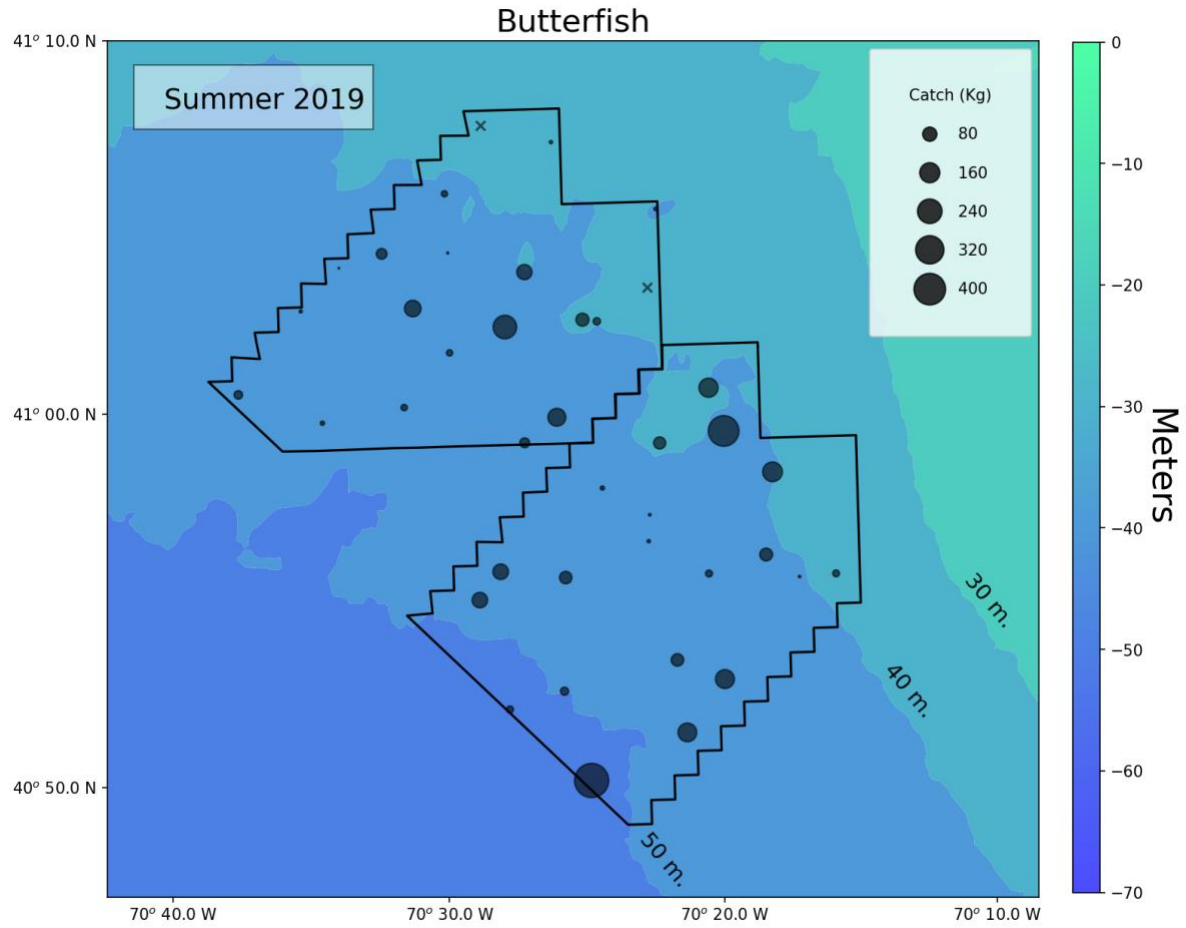 Butterfish
41° 10.0 N
41° 00.0 N
40° 50.0 N
Summer 2019
Catch (Kg)
80
160
240
320
400
30 m.
40 m.
50 m.
70° 40.0 W
70° 30.0 W
70° 20.0 W
70° 10.0 W
0
−10
−20
−30
−40
−50
−60
−70
Meters